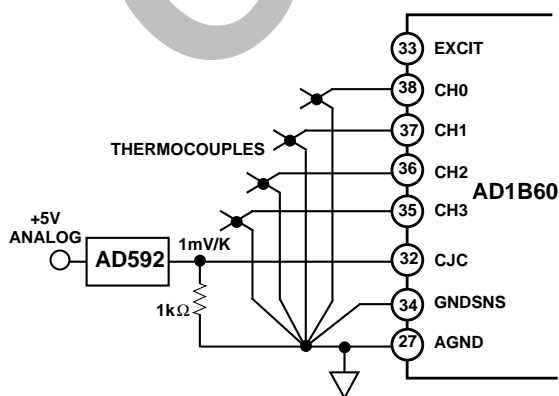 33 EXCIT
38 CH0
37 CH1
THERMOCOUPLES
36 CH2
AD1B60
35 CH3
+5V
ANALOG
AD592
1mV/K
32 CJC
1kΩ
34 GNDSNS
27 AGND